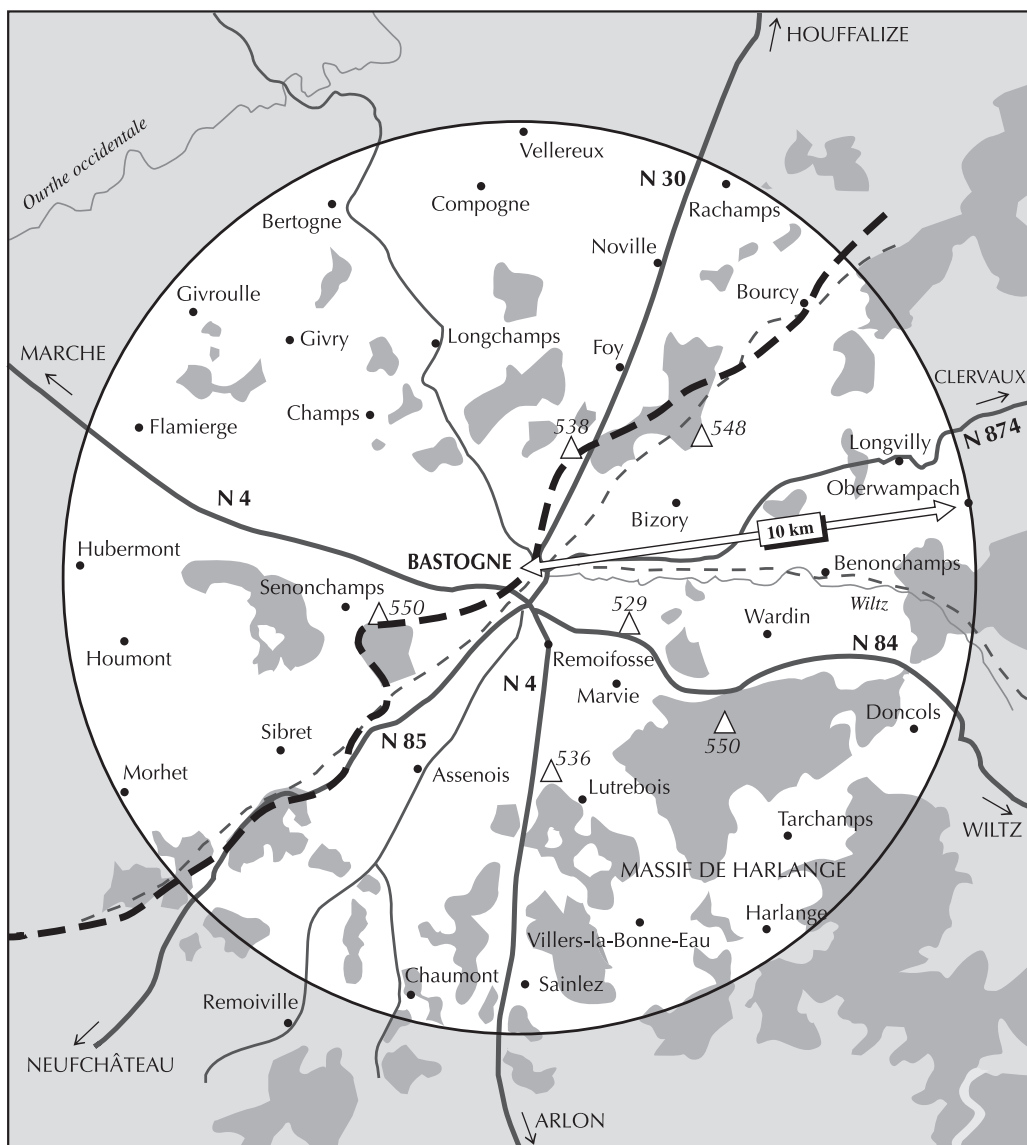 HOUFFALIZE
Ourthe occidentale
Vellereux
N 30
Compogne
Rachamps
Bertogne
Noville
Givroulle
Bourcy
Givry
Longchamps
MARCHE
Foy
CLERVAUX
Champs
Flamierge
538
548
N 874
Longvilly
N 4
Oberwampach
Bizory
10 km
Hubermont
BASTOGNE
Benonchamps
Senonchamps
550
529
Wiltz
Wardin
Houmont
Remoifosse
N 84
N 4
Marvie
Doncols
Sibret
N 85
550
Morhet
Assenois
536
Lutrebois
Tarchamps
WILTZ
MASSIF DE HARLANGE
Harlange
Villers-la-Bonne-Eau
Chaumont
Sainlez
Remoiville
NEUFCHÂTEAU
ARLON